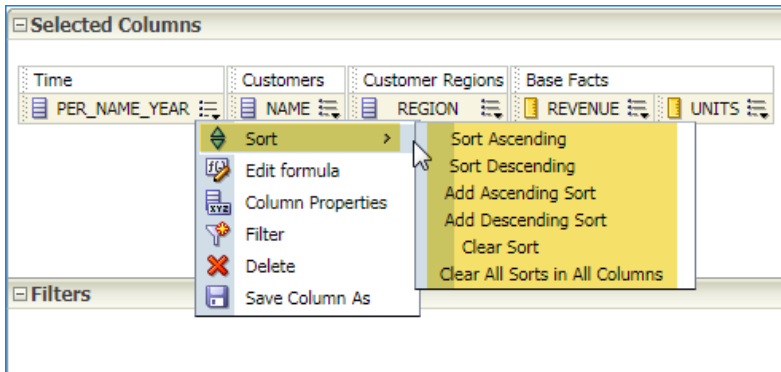 Selected Columns
Time Customers Customer Regions Base Facts
PER_NAME_YEAR NAME REGION REVENUE UNITS
Sort > Sort Ascending
Edit formula Sort Descending
Column Properties Add Ascending Sort
Filter Add Descending Sort
Delete Clear Sort
Save Column As Clear All Sorts in All Columns
Filters